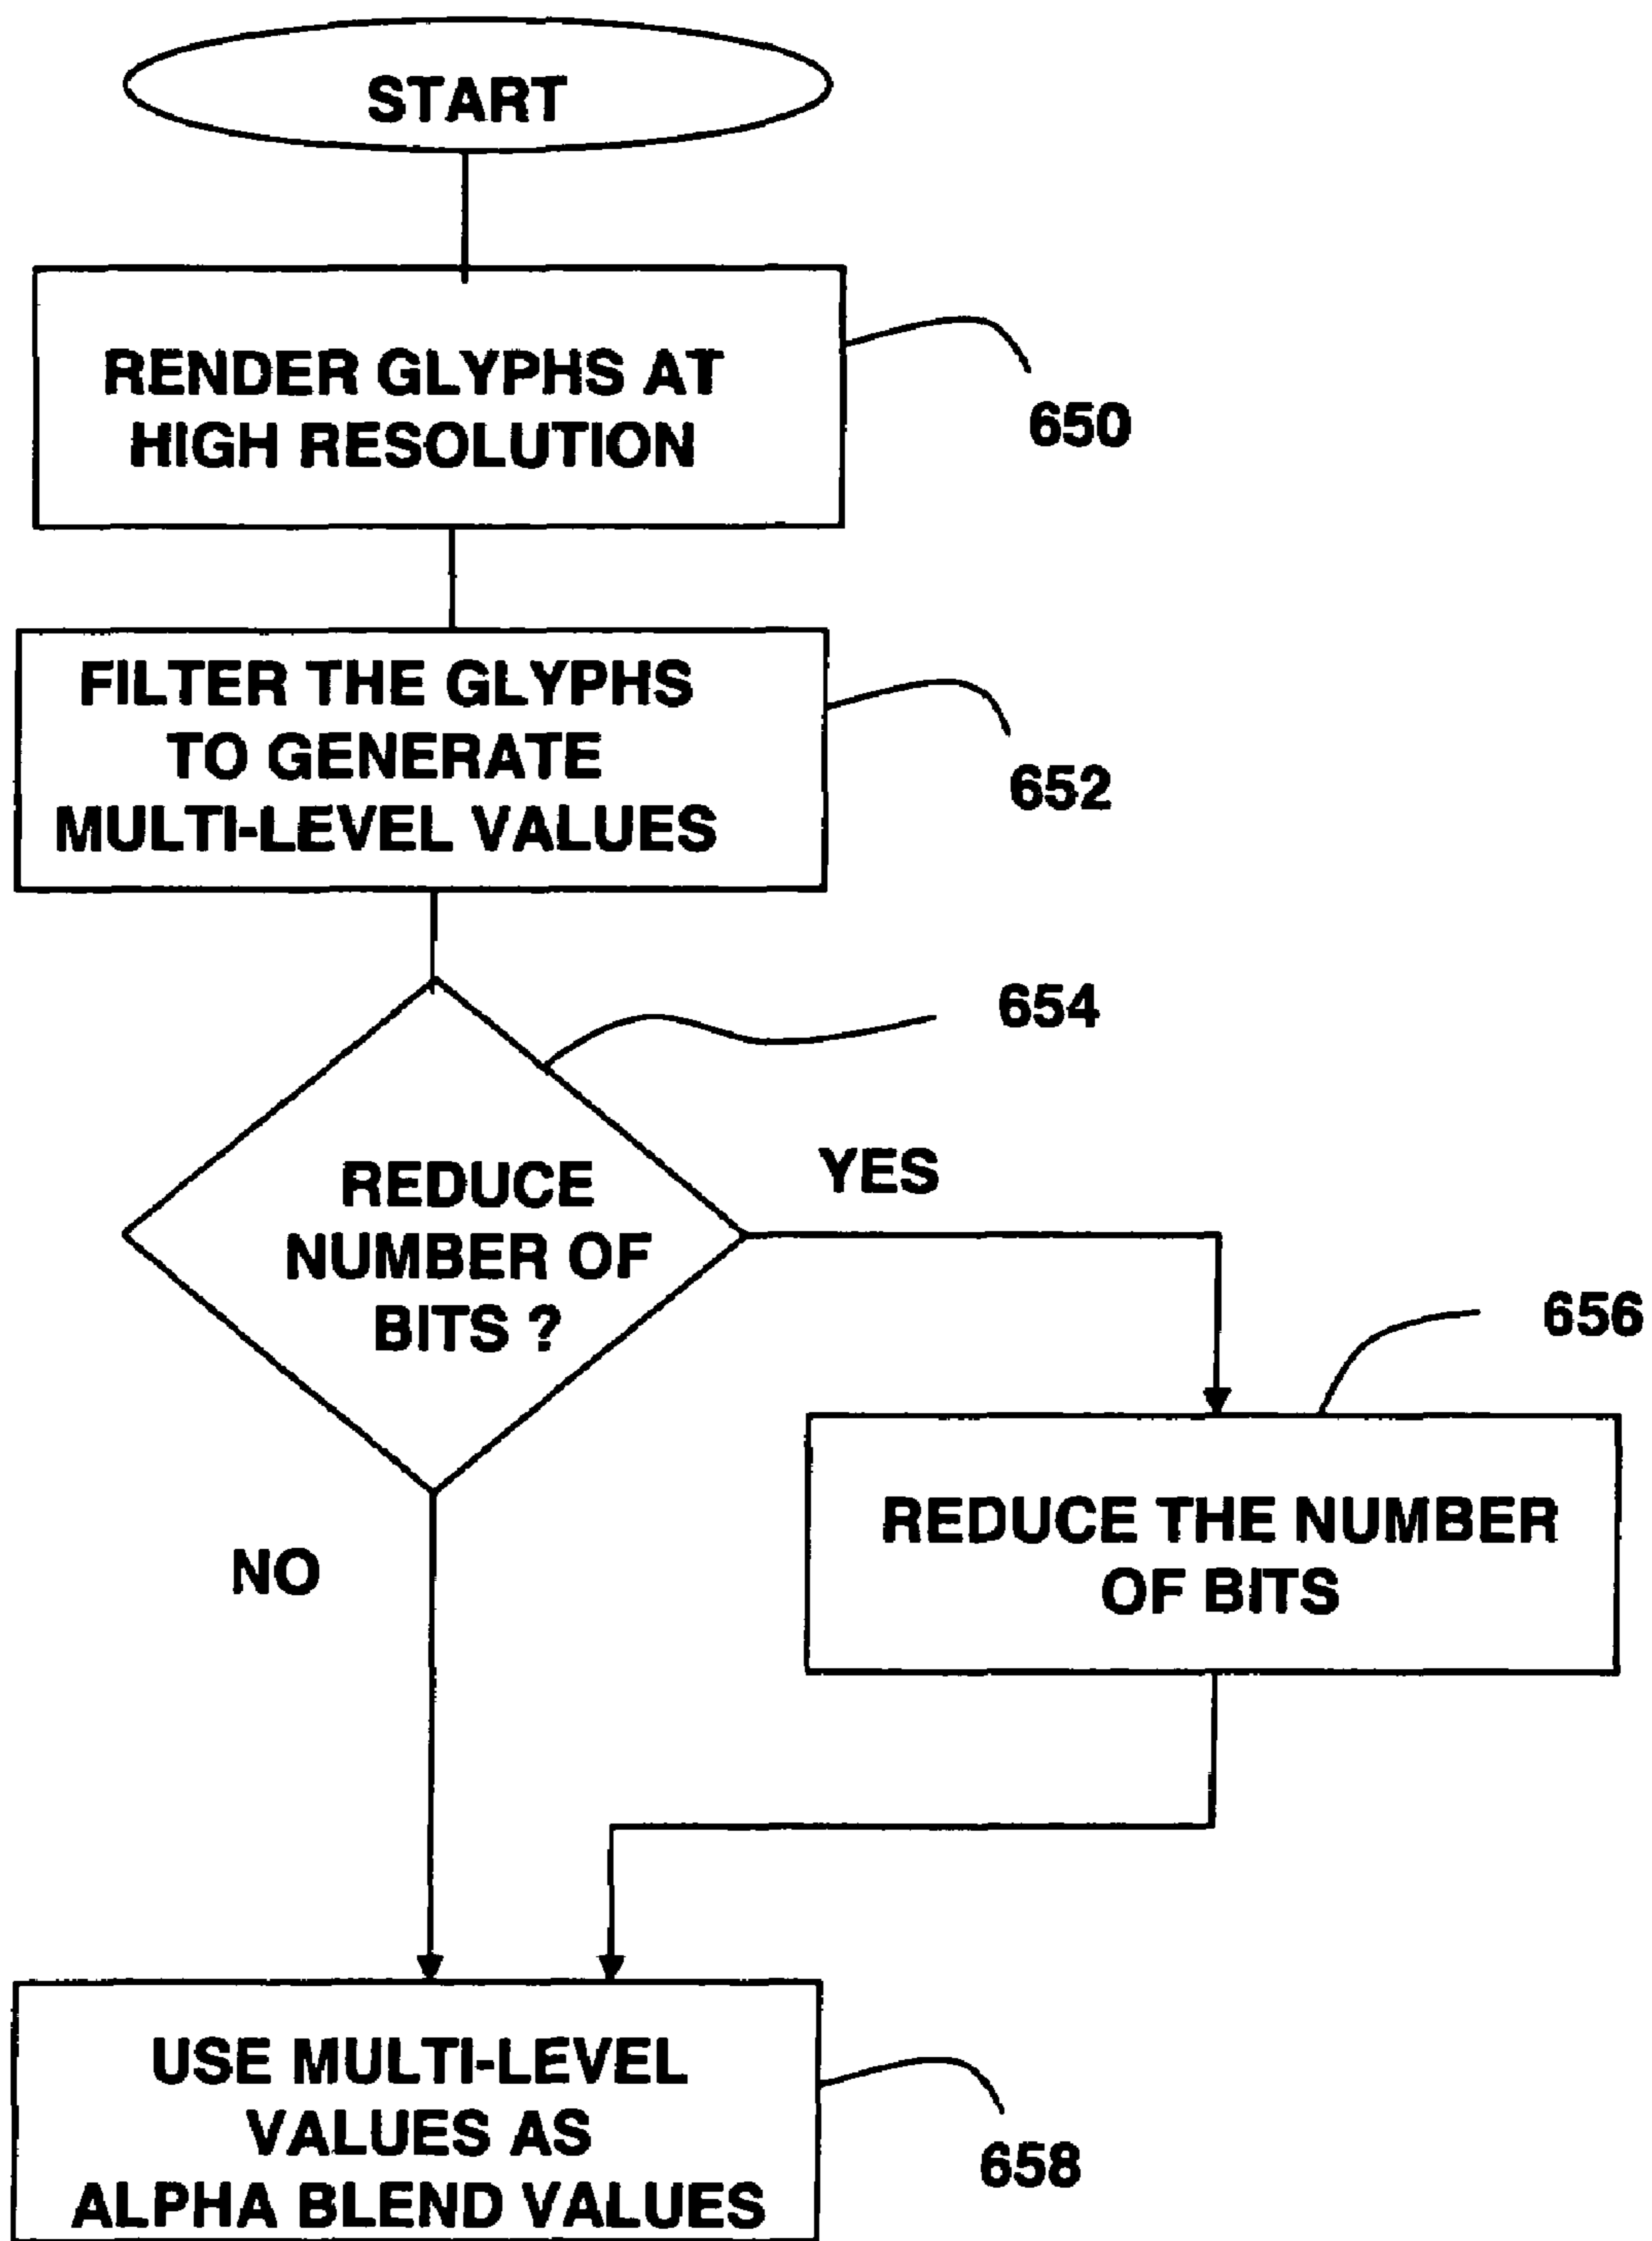 START
RENDER GLYPHS AT
HIGH RESOLUTION
650
FILTER THE GLYPHS
TO GENERATE
MULTI-LEVEL VALUES
652
654
REDUCE
NUMBER OF
BITS ?
YES
656
REDUCE THE NUMBER
OF BITS
NO
USE MULTI-LEVEL
VALUES AS
ALPHA BLEND VALUES
658